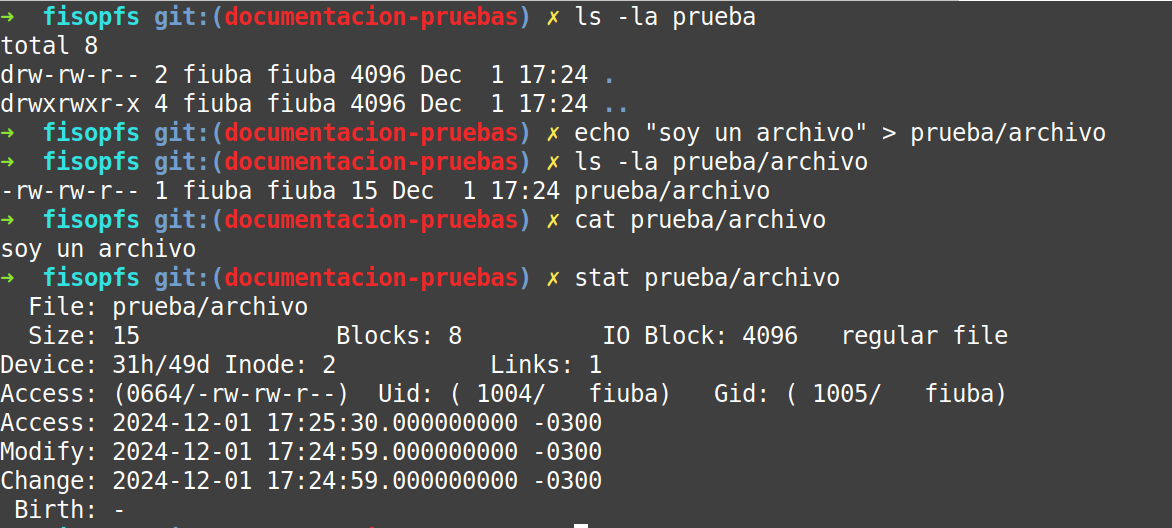 ➜  fisopfs git:(documentacion-pruebas) ✗ ls -la prueba
total 8
drw-rw-r-- 2 fiuba fiuba 4096 Dec  1 17:24 .
drwxrwxr-x 4 fiuba fiuba 4096 Dec  1 17:24 ..
➜  fisopfs git:(documentacion-pruebas) ✗ echo "soy un archivo" > prueba/archivo
➜  fisopfs git:(documentacion-pruebas) ✗ ls -la prueba/archivo
-rw-rw-r-- 1 fiuba fiuba 15 Dec  1 17:24 prueba/archivo
➜  fisopfs git:(documentacion-pruebas) ✗ cat prueba/archivo
soy un archivo
➜  fisopfs git:(documentacion-pruebas) ✗ stat prueba/archivo
  File: prueba/archivo
  Size: 15              Blocks: 8          IO Block: 4096   regular file
Device: 31h/49d Inode: 2           Links: 1
Access: (0664/-rw-rw-r--)  Uid: ( 1004/   fiuba)   Gid: ( 1005/   fiuba)
Access: 2024-12-01 17:25:30.000000000 -0300
Modify: 2024-12-01 17:24:59.000000000 -0300
Change: 2024-12-01 17:24:59.000000000 -0300
 Birth: -